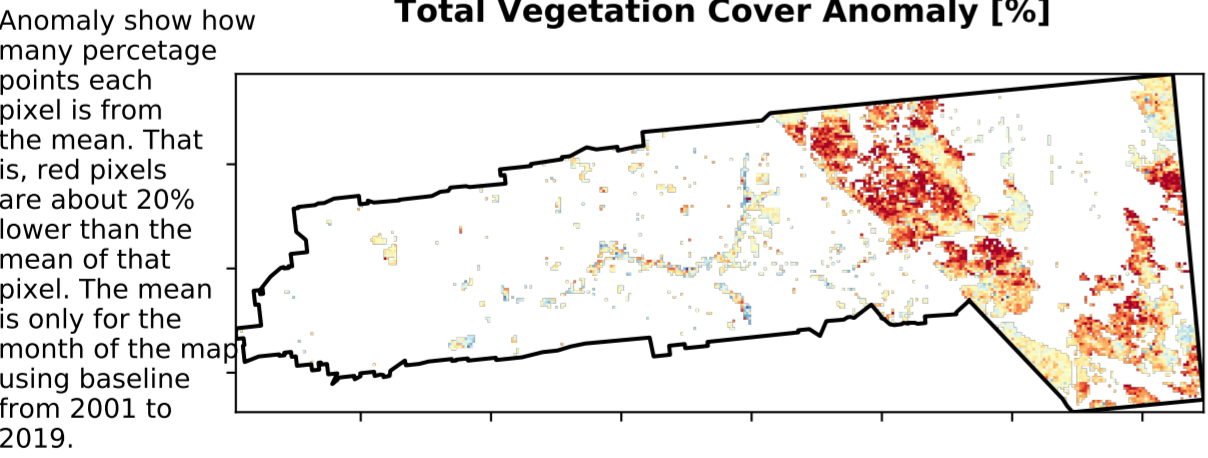 Total Vegetation Cover Anomaly [%]
Anomaly show how
many percetage
points each
pixel is from
the mean. That
is, red pixels
are about 20%
lower than the
mean of that
pixel. The mean
is only for the
month of the map
using baseline
from 2001 to
2019.